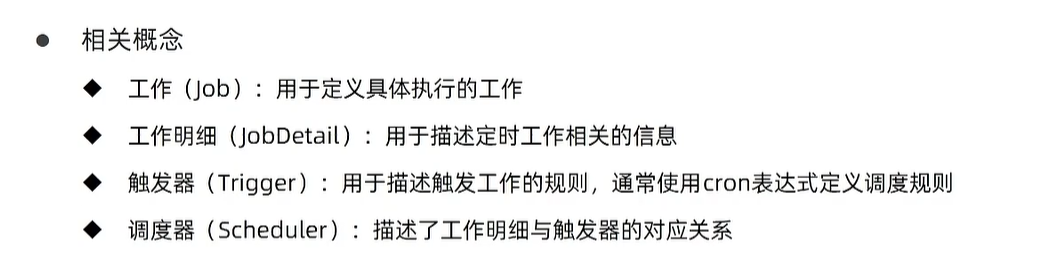 相关概念
工作（Job）：用于定义具体执行的工作
工作明细（JobDetail）：用于描述定时工作相关的信息
触发器（Trigger）：用于描述触发工作的规则，通常使用cron表达式定义调度规则
调度器（Scheduler）：描述了工作明细与触发器的对应关系